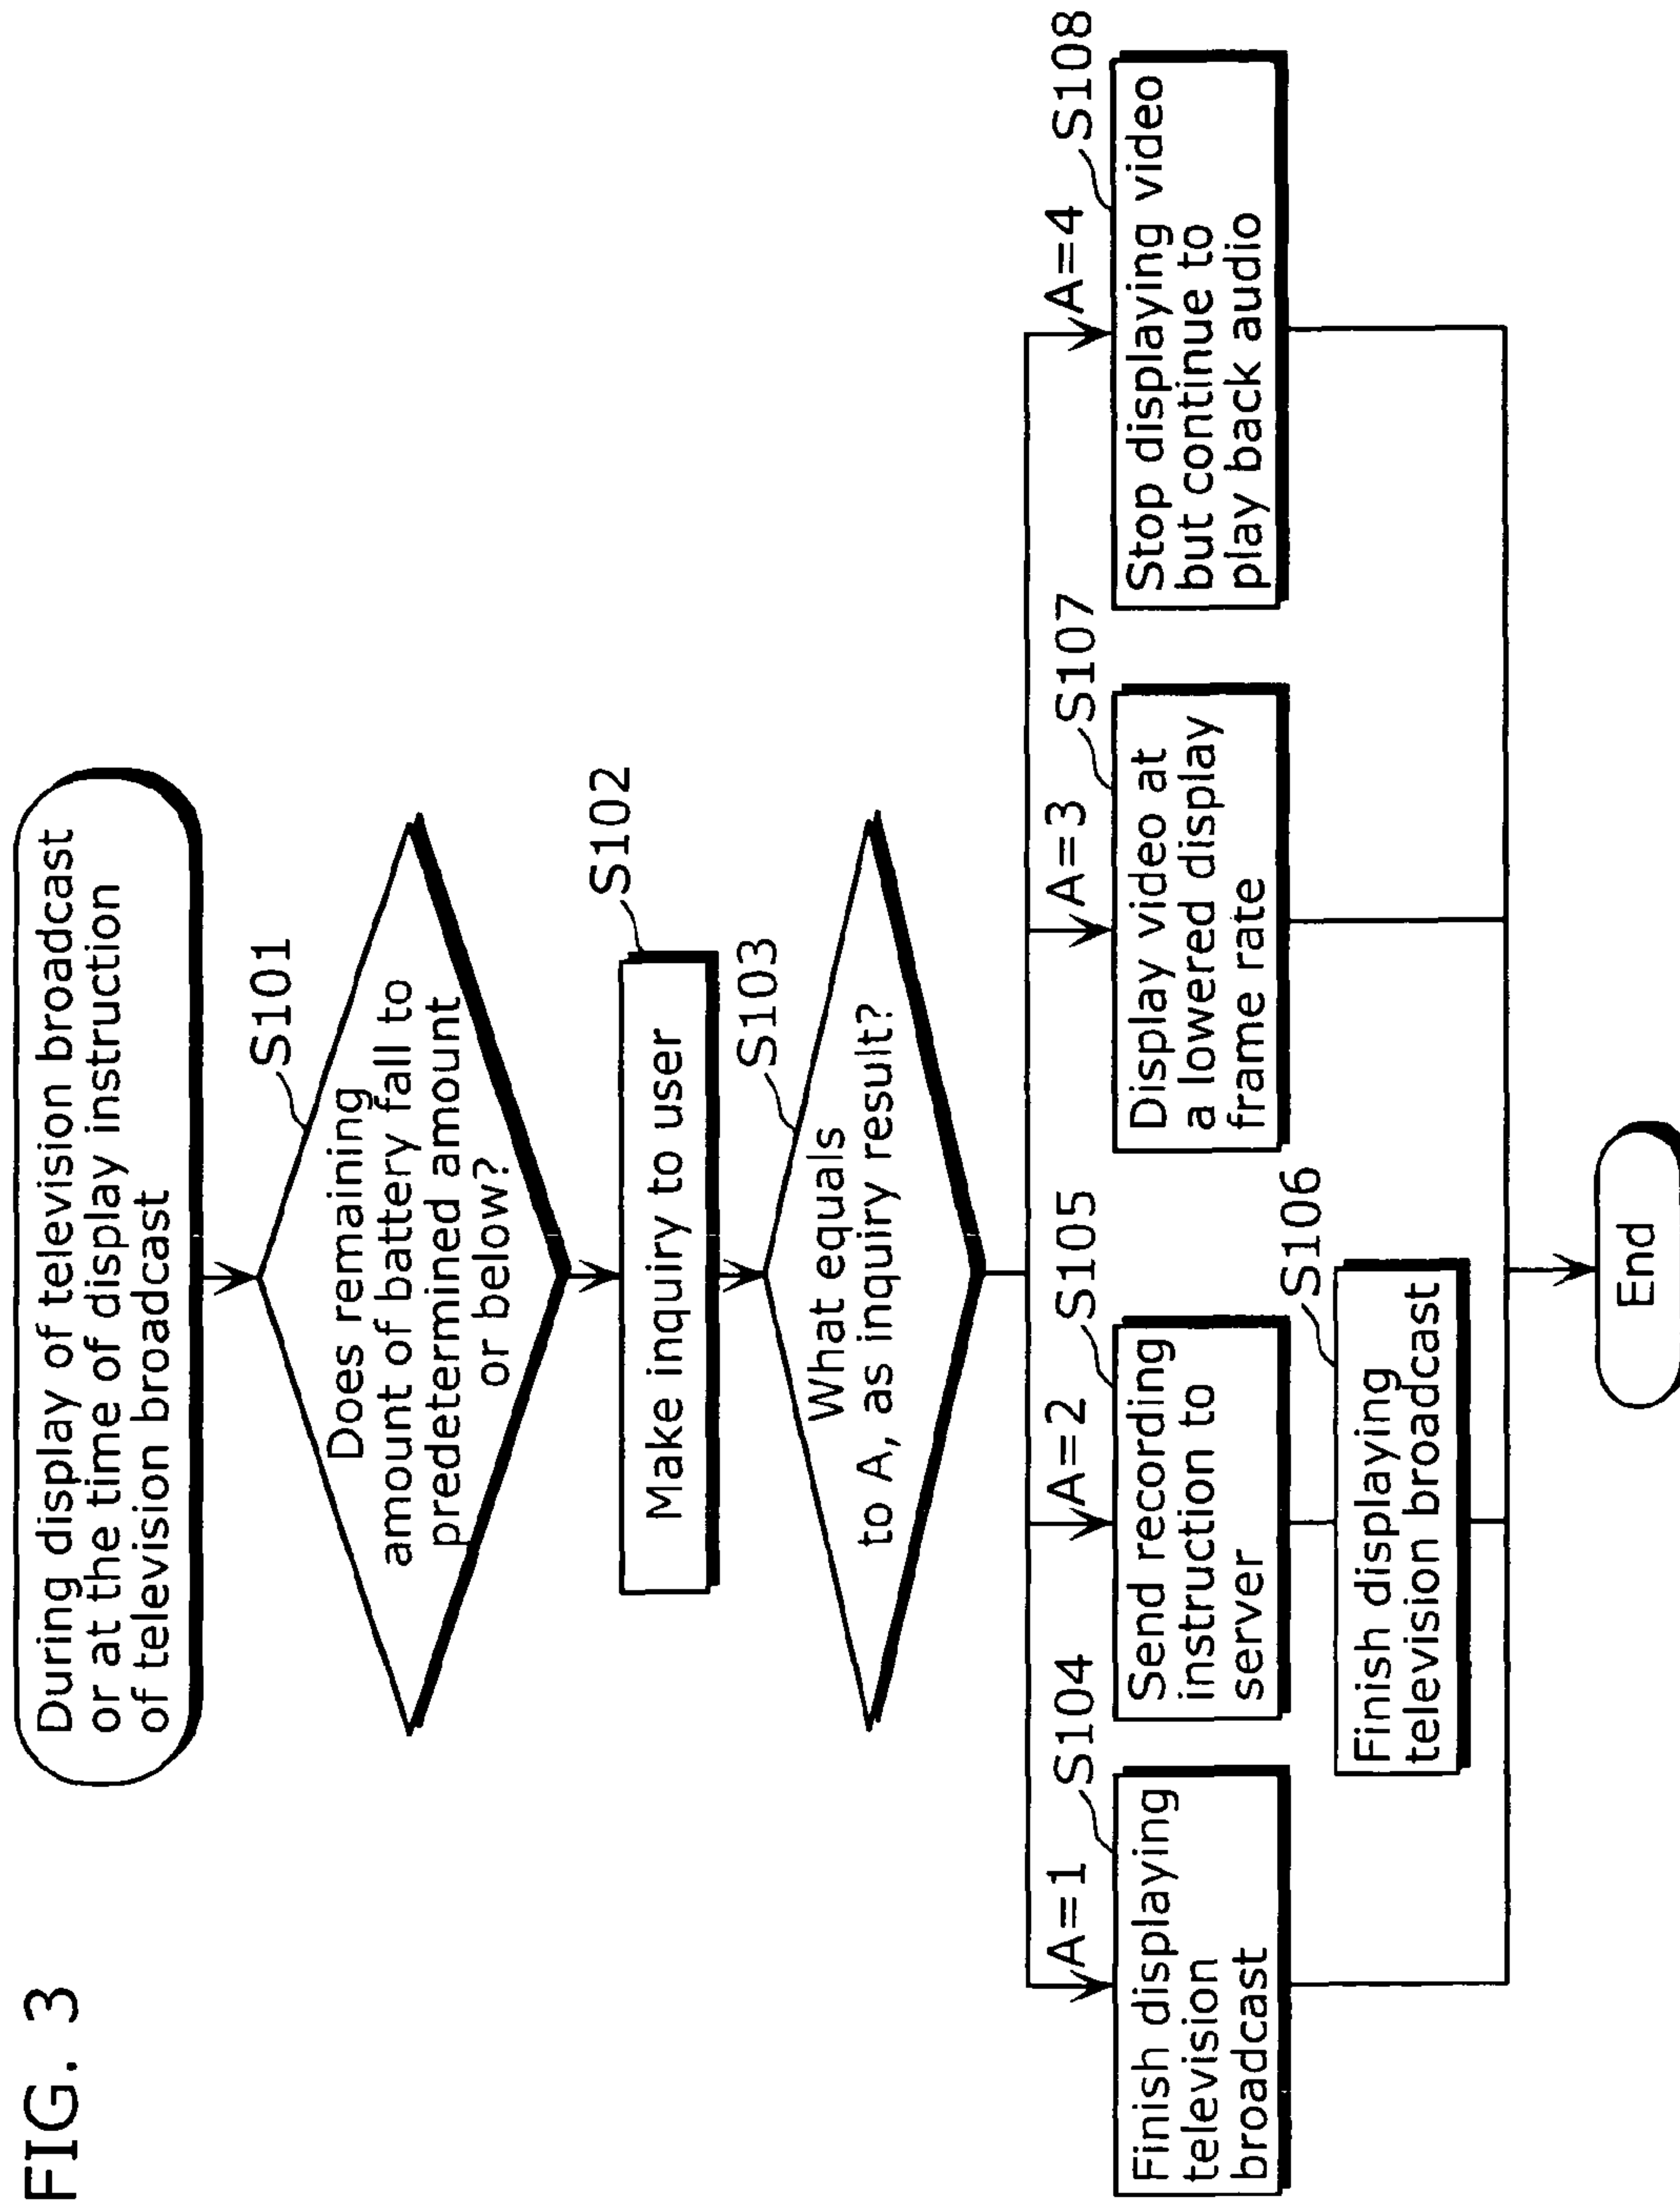 FIG. 3
During display of television broadcast
or at the time of display instruction
of television broadcast
S101
Does remaining
amount of battery fall to
predetermined amount
or below?
S102
Make inquiry to user
S103
What equals
to A, as inquiry result?
A=1
S104
Finish displaying
television
broadcast
A=2
S105
Send recording
instruction to
server
S106
Finish displaying
television broadcast
A=3
S107
Display video at
a lowered display
frame rate
A=4
S108
Stop displaying video
but continue to
play back audio
End